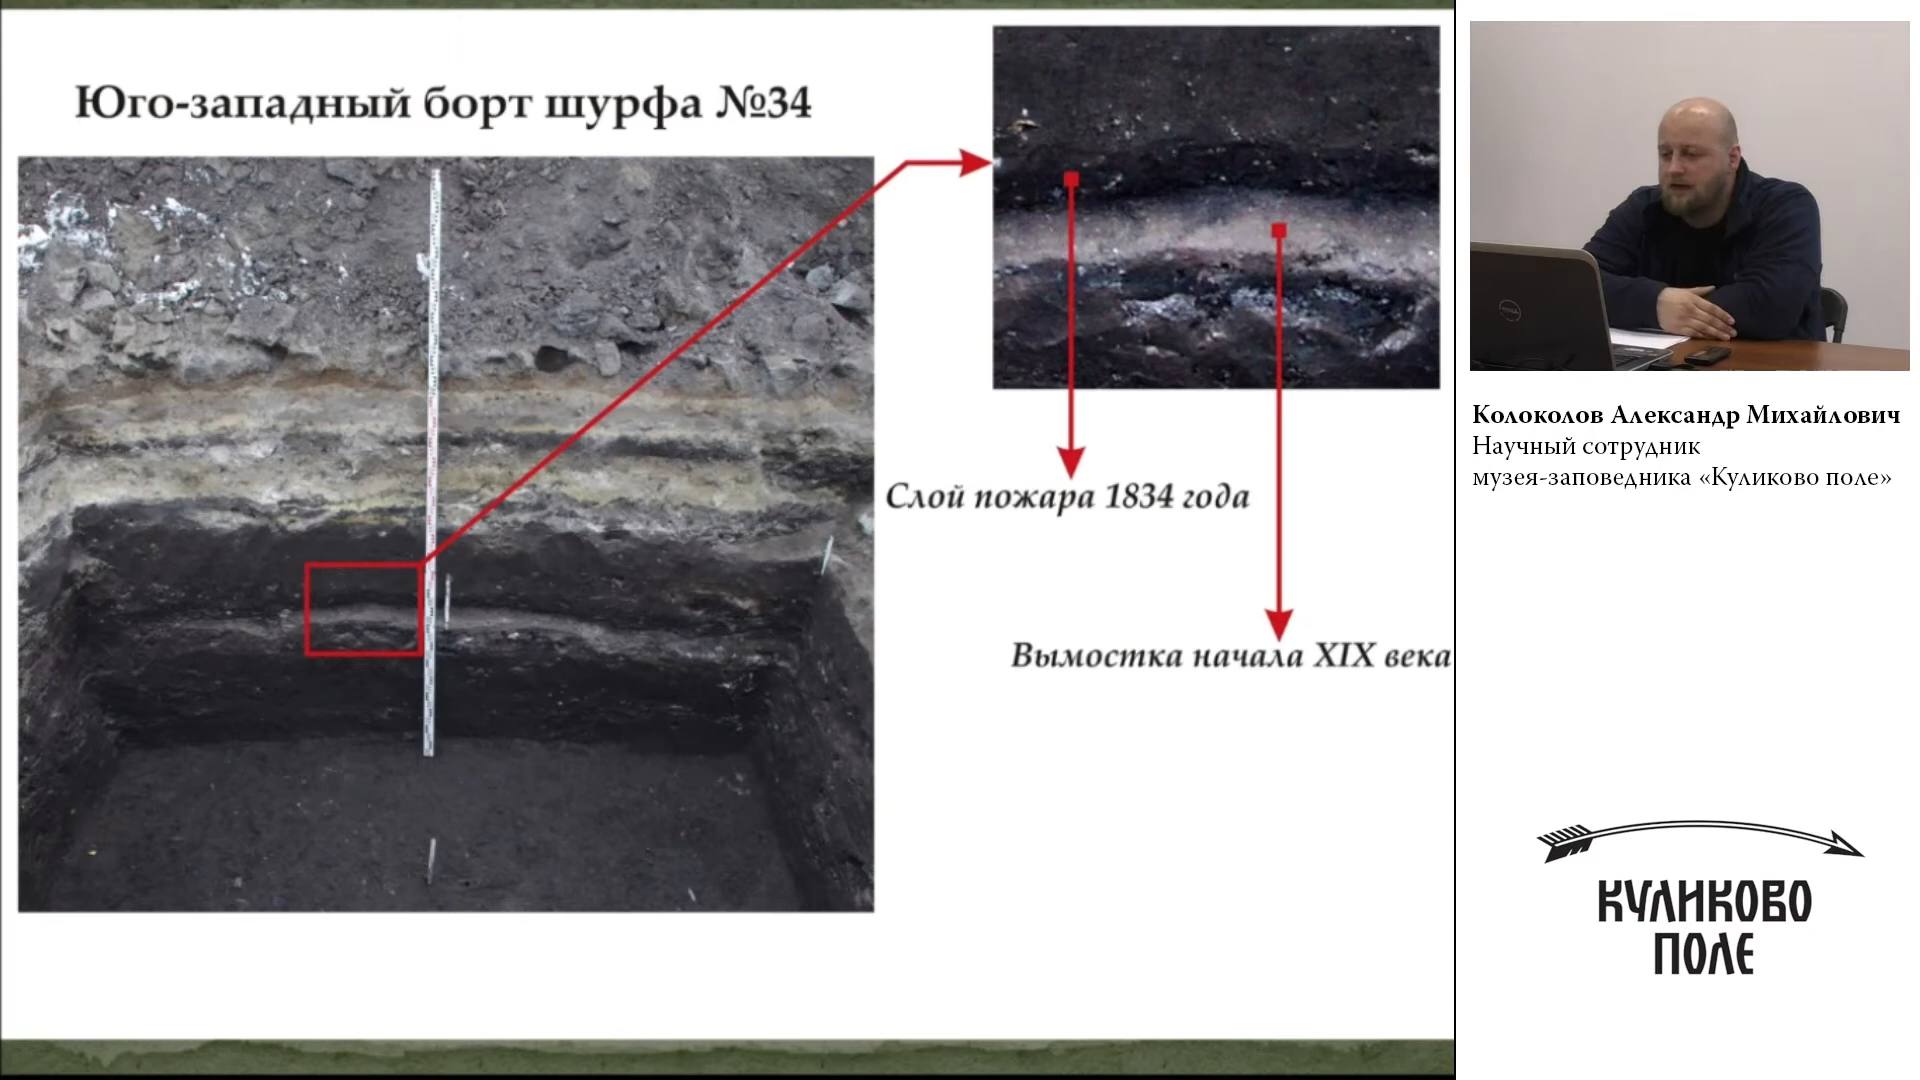 Юго-западный борт шурфа №34
Слой пожара 1834 года
Вымостка начала XIX века
Колоколов Александр Михайлович
Научный сотрудник
музея-заповедника «Куликово поле»
КУЛИКОВО
ПОЛЕ